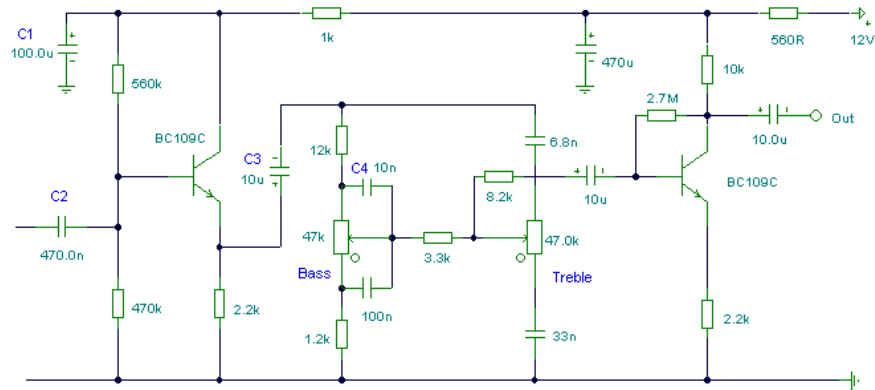 C1
100.0u
1k
470u
560R
12V
560k
10k
2.7M
BC109C
C3
10u
12k
C4
10n
6.8n
10.0u
Out
8.2k
10u
BC109C
C2
470.0n
47k
3.3k
47.0k
Bass
Treble
470k
2.2k
100n
1.2k
33n
2.2k